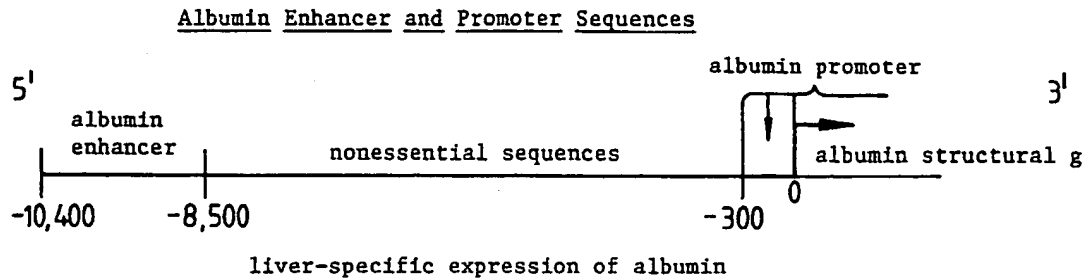 Albumin Enhancer and Promoter Sequences
albumin promoter
5' 3'
albumin
enhancer
nonessential sequences
albumin structural g
-10,400 -8,500 -300 0
liver-specific expression of albumin